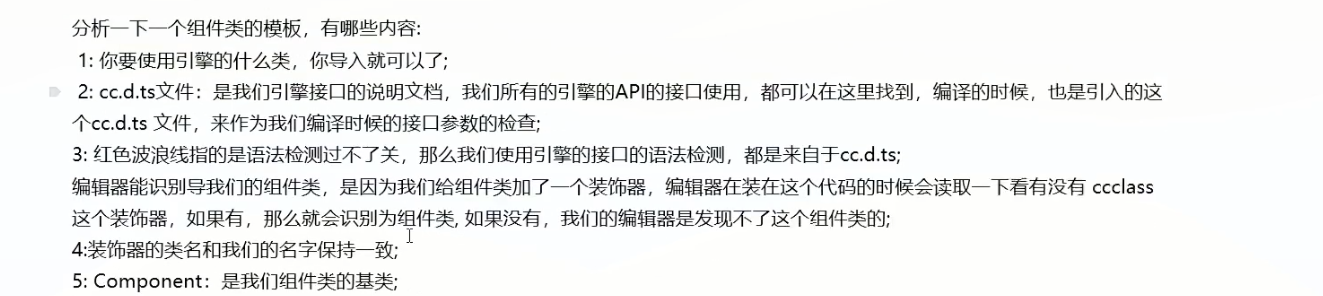 分析一下一个组件类的模板，有哪些内容:
1: 你要使用引擎的什么类，你导入就可以了;
2: cc.d.ts文件：是我们引擎接口的说明文档，我们所有的引擎的API的接口使用，都可以在这里找到，编译的时候，也是引入的这
个cc.d.ts 文件，来作为我们编译时候的接口参数的检查;
3: 红色波浪线指的是语法检测过不了关，那么我们使用引擎的接口的语法检测，都是来自于cc.d.ts;
编辑器能识别导我们的组件类，是因为我们给组件类加了一个装饰器，编辑器在装在这个代码的时候会读取一下看有没有 ccclass
这个装饰器，如果有，那么就会识别为组件类, 如果没有，我们的编辑器是发现不了这个组件类的;
4:装饰器的类名和我们的名字保持一致;
5: Component：是我们组件类的基类;